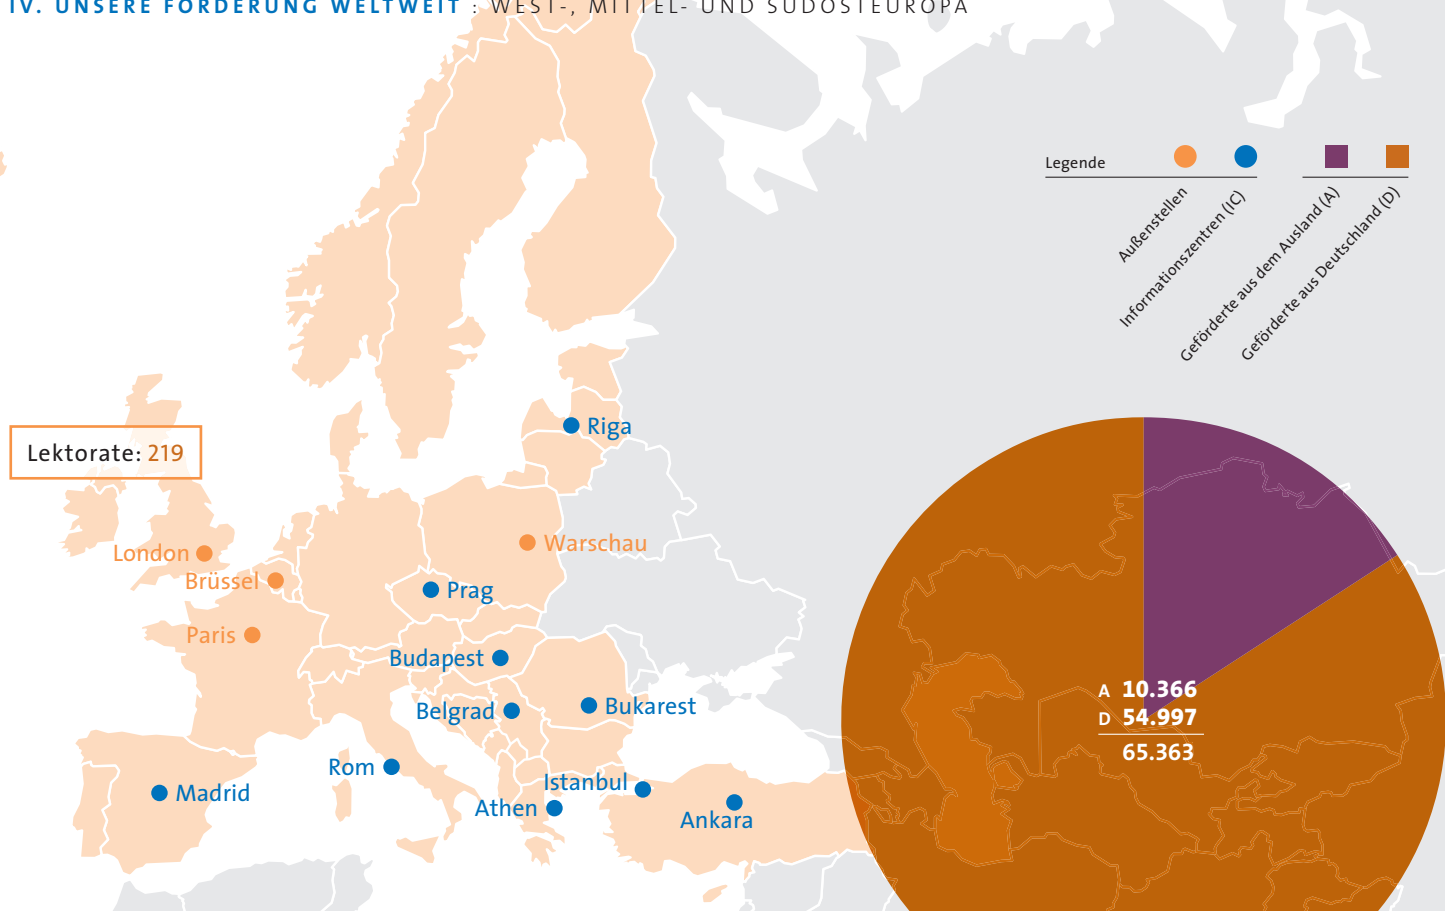 IV. UNSERE FÖRDERUNG WELTWEIT : WEST-, MITTEL- UND SÜDOSTEUROPA
Legende
Außenstellen
Informationszentren (IC)
Geförderte aus dem Ausland (A)
Geförderte aus Deutschland (D)
Riga
Lektorate: 219
London
Warschau
Brüssel
Prag
Paris
Budapest
Belgrad
Bukarest
Rom
Istanbul
Madrid
Athen
Ankara
A 10.366
D 54.997
65.363